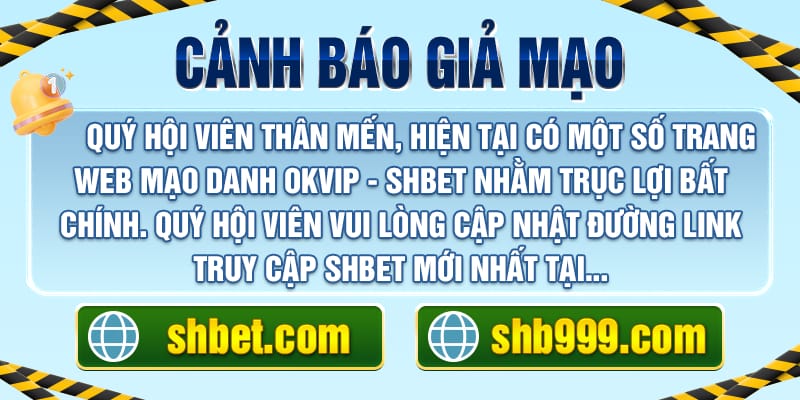 CẢNH BÁO GIẢ MẠO
1
QUÝ HỘI VIÊN THÂN MẾN, HIỆN TẠI CÓ MỘT SỐ TRANG
WEB MẠO DANH OKVIP - SHBET NHẰM TRỤC LỢI BẤT
CHÍNH. QUÝ HỘI VIÊN VUI LÒNG CẬP NHẬT ĐƯỜNG LINK
TRUY CẬP SHBET MỚI NHẤT TẠI...
shbet.com
shb999.com